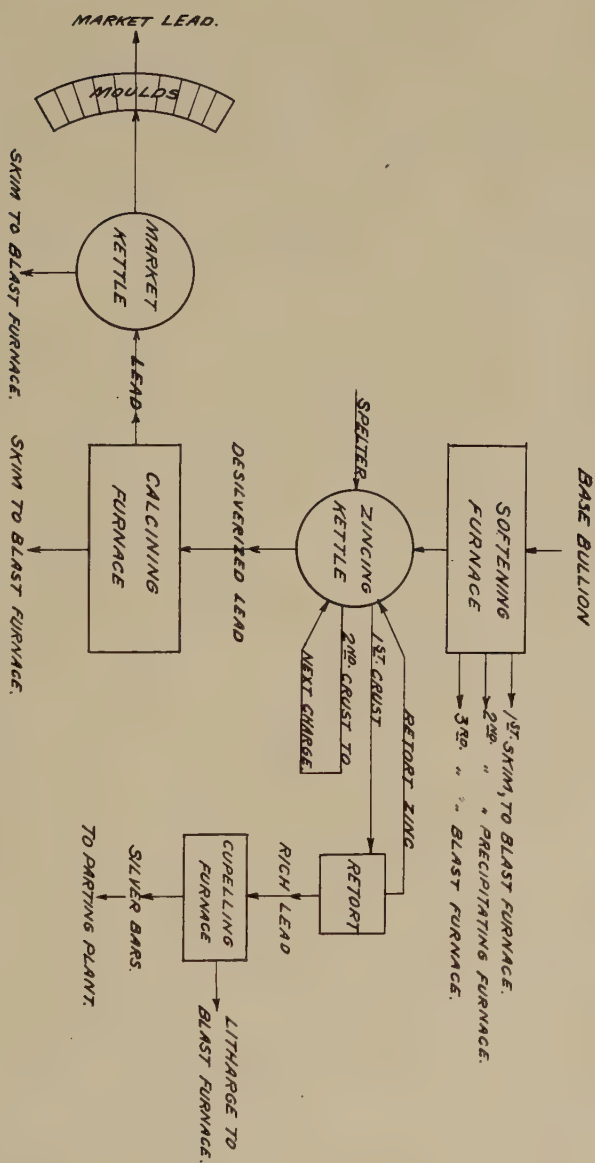 BASE BULLION
SOFTENING
FURNACE
1ST. SKIM, TO BLAST FURNACE.
2ND. " " PRECIPITATING FURNACE.
3RD. " " BLAST FURNACE.
SPELTER
ZINCING
KETTLE
RETORT ZINC
1ST. CRUST
2ND. CRUST TO
NEXT CHARGE.
RETORT
RICH LEAD
CUPELLING
FURNACE
LITHARGE TO
BLAST FURNACE.
SILVER BARS.
TO PARTING PLANT.
DESILVERIZED LEAD
CALCINING
FURNACE
SKIM TO BLAST FURNACE.
LEAD
MARKET
KETTLE
SKIM TO BLAST FURNACE.
MOULDS
MARKET LEAD.